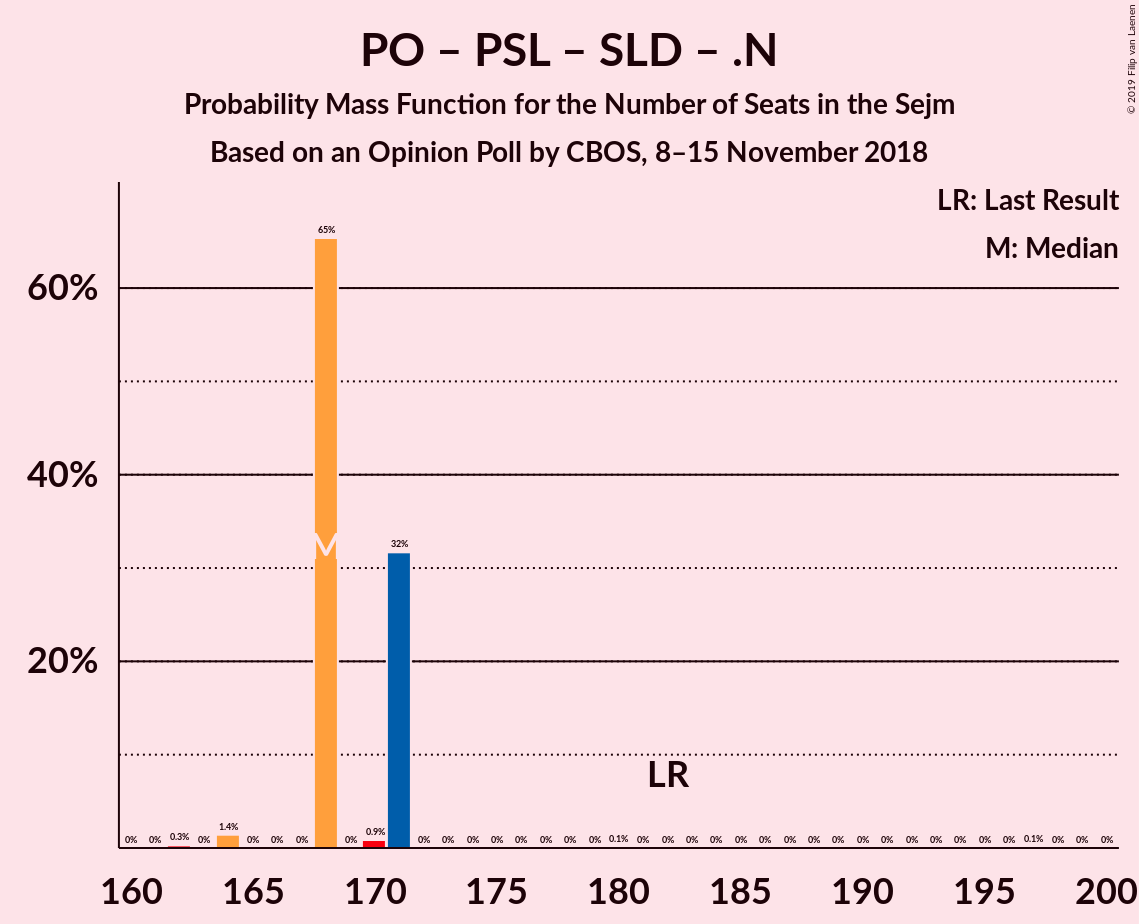 PO – PSL – SLD – .N
Probability Mass Function for the Number of Seats in the Sejm
Based on an Opinion Poll by CBOS, 8–15 November 2018
© 2019 Filip van Laenen
LR: Last Result
M: Median
65%
60%
40%
M
32%
20%
LR
0% 0% 0.3% 0% 1.4% 0% 0% 0% 0% 0.9% 0% 0% 0% 0% 0% 0% 0% 0% 0.1% 0% 0% 0% 0% 0% 0% 0% 0% 0% 0% 0% 0% 0% 0% 0% 0% 0.1% 0% 0% 0%
160 165 170 175 180 185 190 195 200